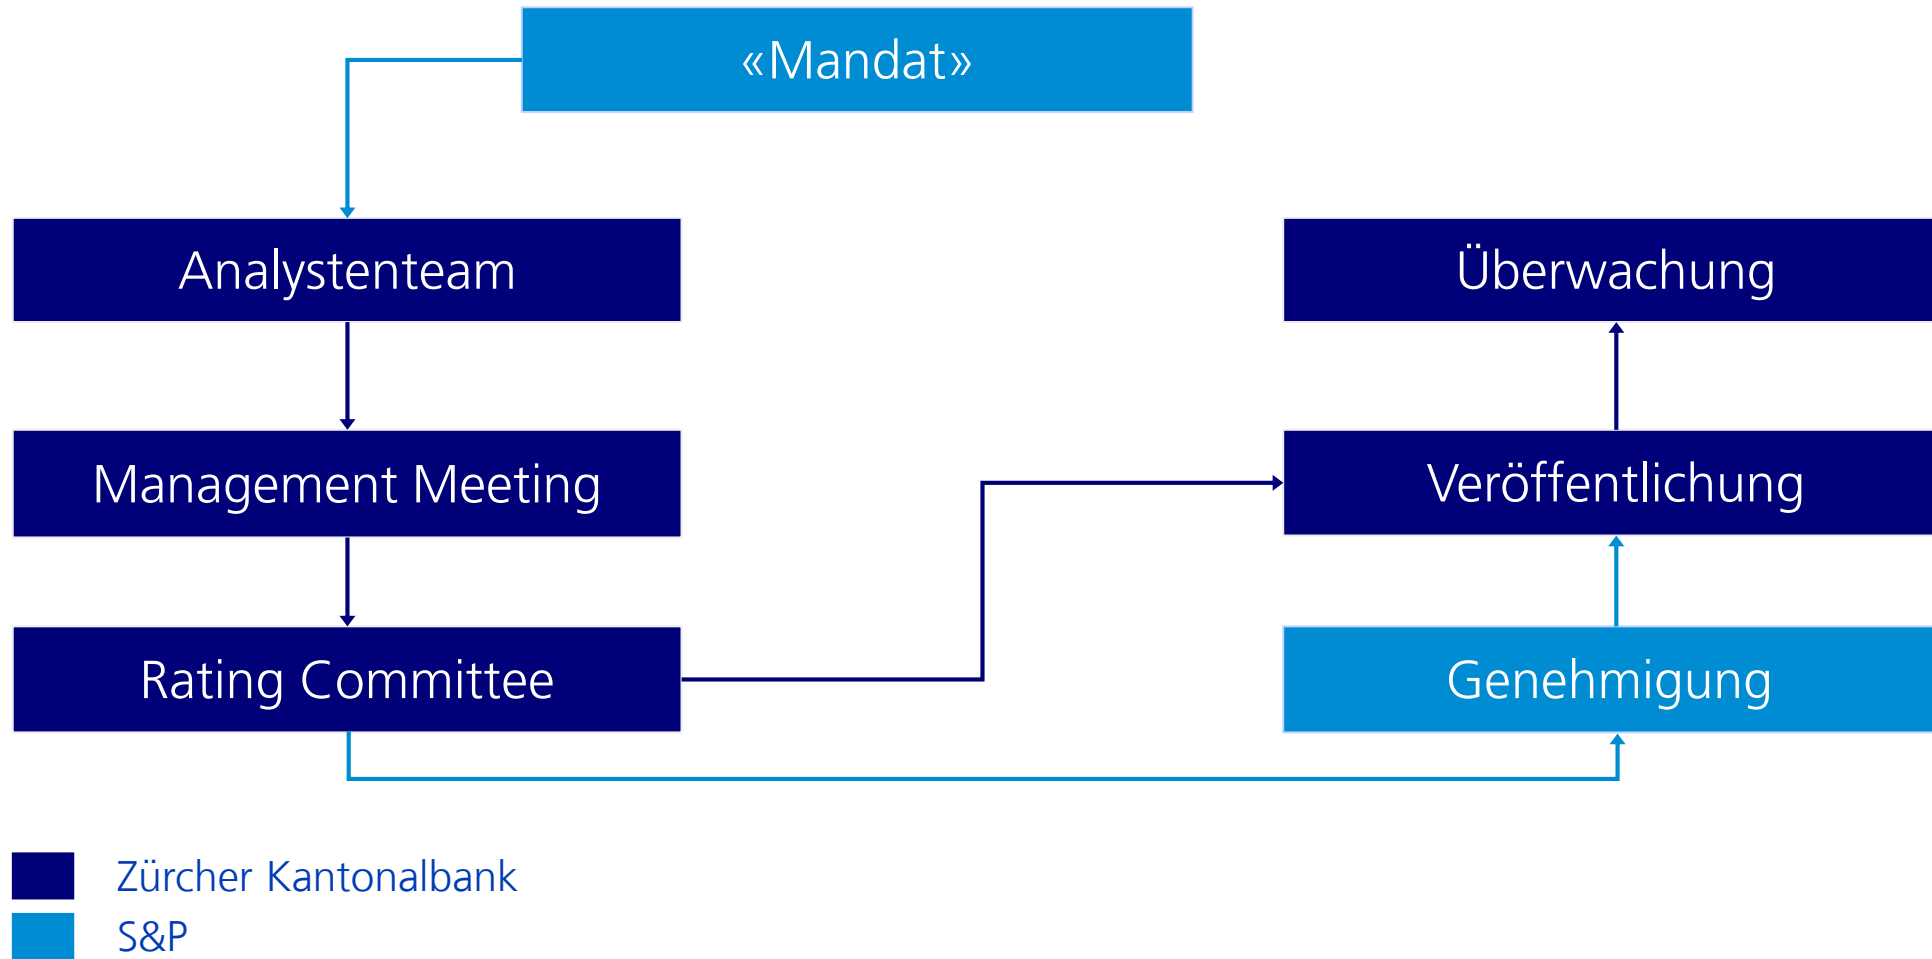 «Mandat»
Analystenteam
Überwachung
Management Meeting
Veröffentlichung
Rating Committee
Genehmigung
Zürcher Kantonalbank
S&P